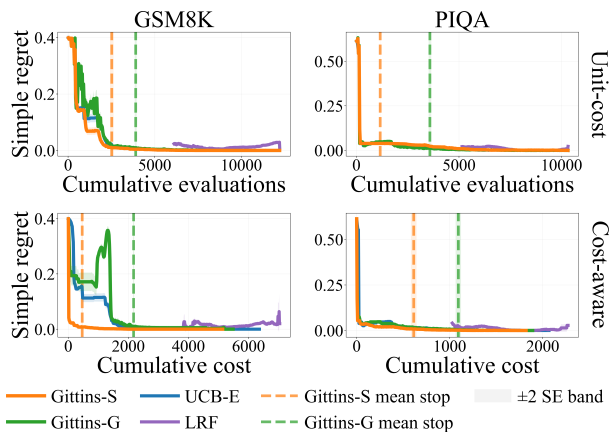 GSM8K
PIQA
0.4
0.2
0.0
Simple regret
0 5000 10000
Cumulative evaluations
0.50
0.25
0.00
0 5000 10000
Cumulative evaluations
Unit-cost
0.4
0.2
0.0
Simple regret
0 2000 4000 6000
Cumulative cost
0.50
0.25
0.00
0 1000 2000
Cumulative cost
Cost-aware
Gittins-S UCB-E Gittins-S mean stop ±2 SE band
Gittins-G LRF Gittins-G mean stop